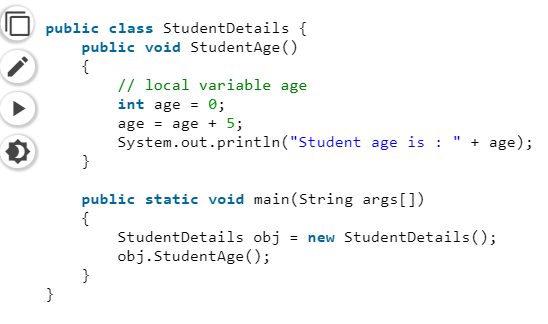 public class StudentDetails {
    public void StudentAge()
    {
        // local variable age
        int age = 0;
        age = age + 5;
        System.out.println("Student age is : " + age);
    }

    public static void main(String args[])
    {
        StudentDetails obj = new StudentDetails();
        obj.StudentAge();
    }
}